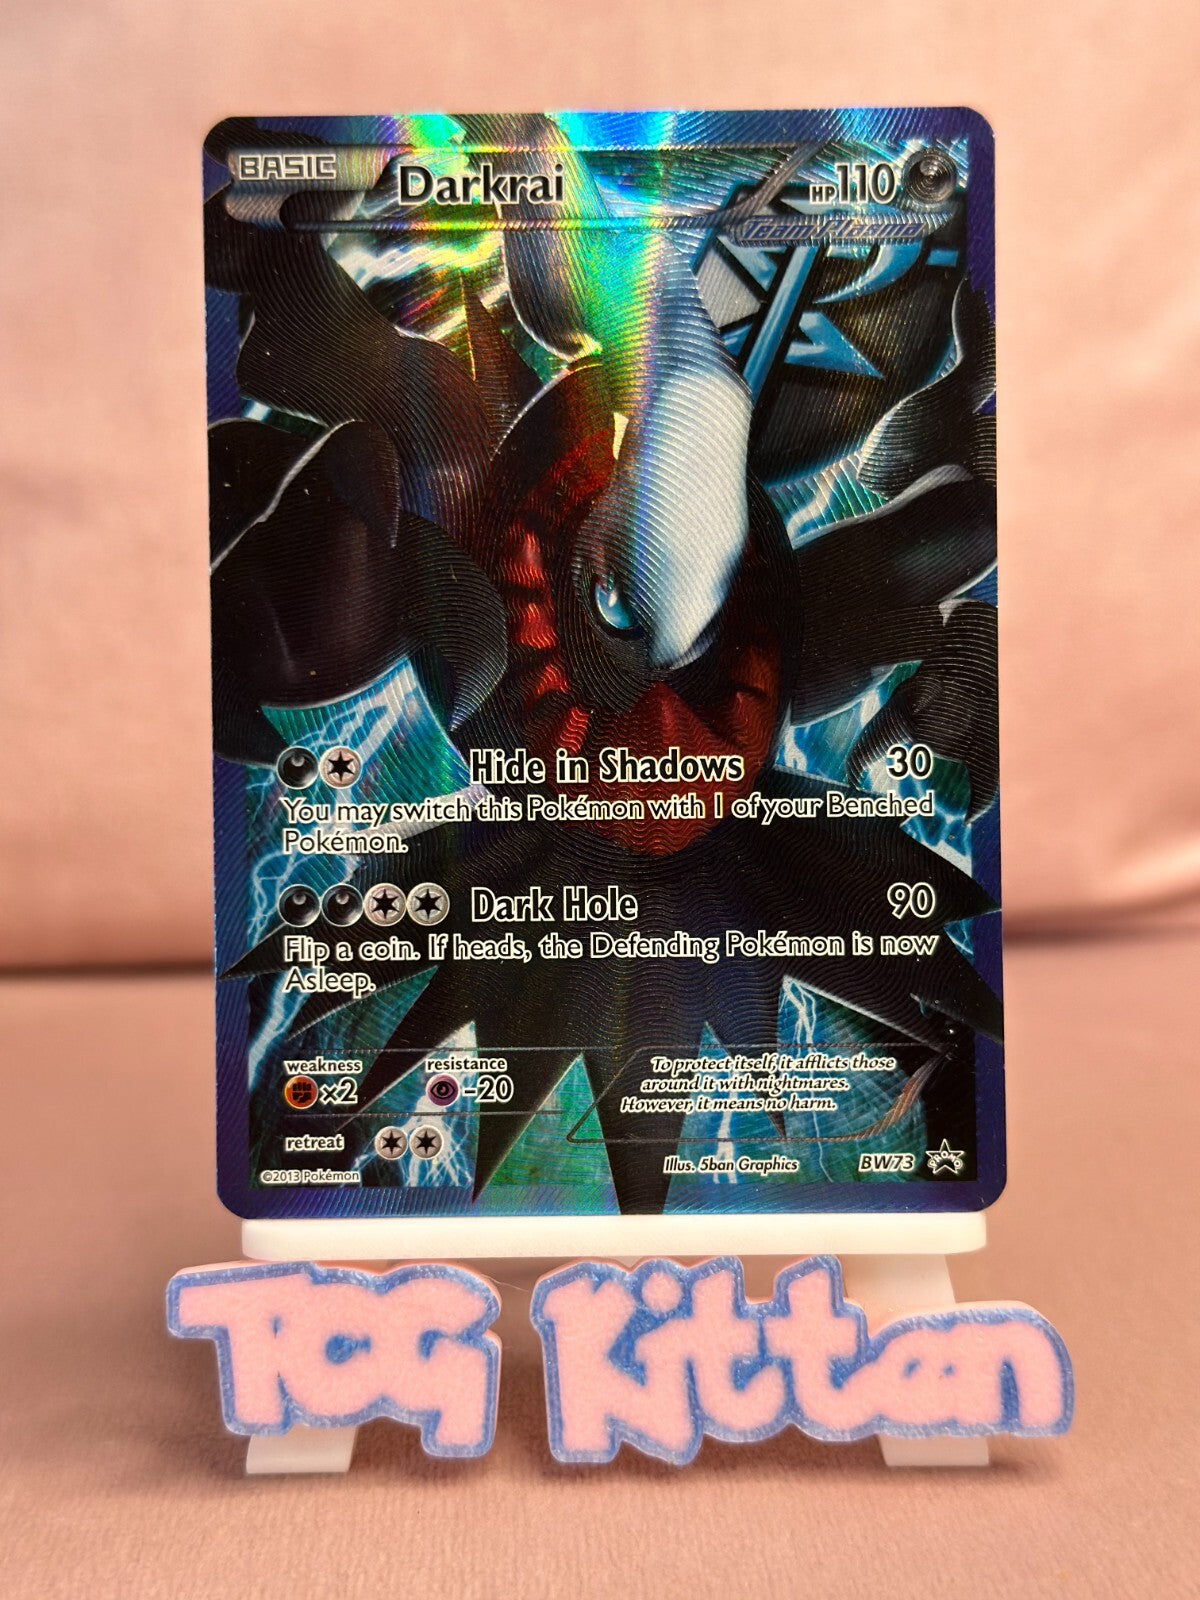 BASIC Darkrai HP110
Team Plasma
Hide in Shadows 30
You may switch this Pokémon with 1 of your Benched
Pokémon.
Dark Hole 90
Flip a coin. If heads, the Defending Pokémon is now
Asleep.
weakness resistance
×2 -20
To protect itself, it afflicts those
around it with nightmares.
However, it means no harm.
retreat
Illus. 5ban Graphics BW73 PROMO
©2013 Pokémon
TCG Kitten